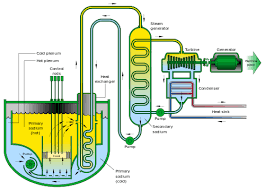 Cold plenum
Hot plenum
Control
rods
Heat
exchanger
Steam
generator
Turbine
Generator
Condenser
Heat sink
Pump
Pump
Secondary
sodium
Primary
sodium
(hot)
Primary
sodium
(cold)